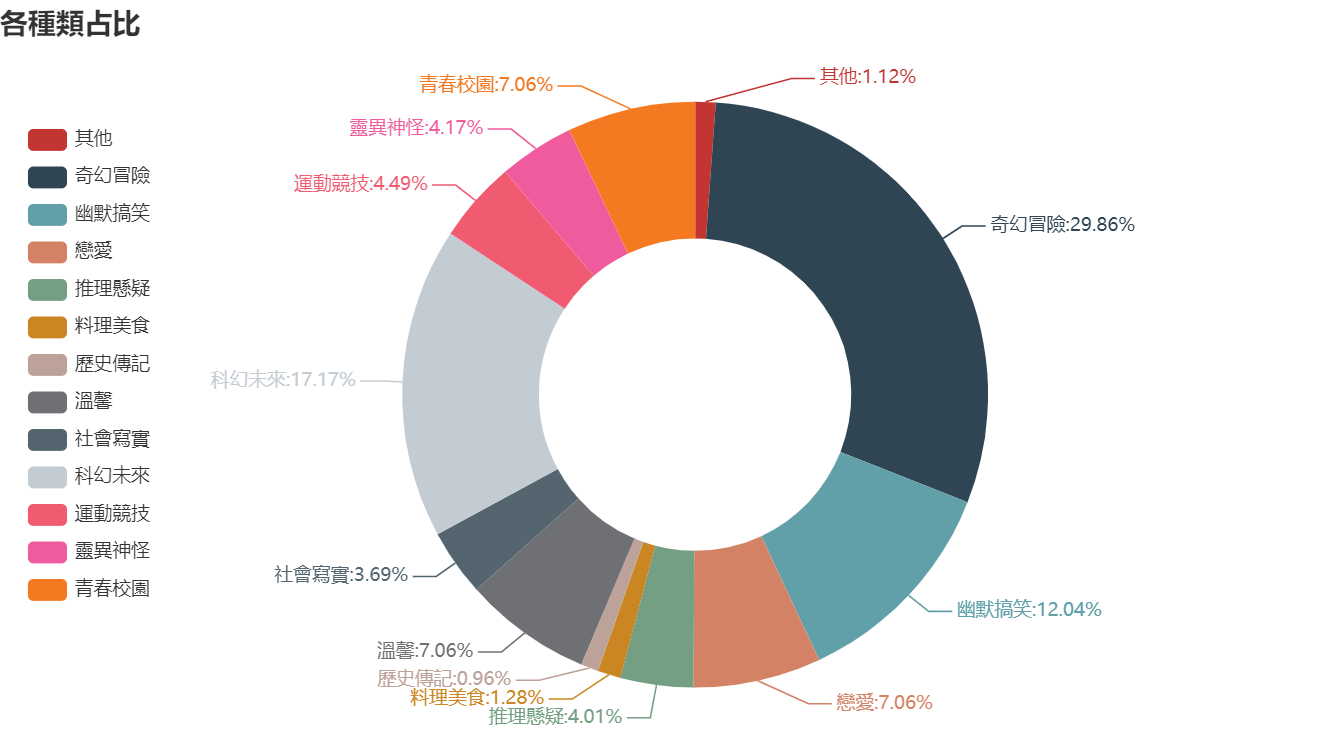 各種類占比
其他
奇幻冒險
幽默搞笑
戀愛
推理懸疑
料理美食
歷史傳記
溫馨
社會寫實
科幻未來
運動競技
靈異神怪
青春校園
其他:1.12%
奇幻冒險:29.86%
幽默搞笑:12.04%
戀愛:7.06%
推理懸疑:4.01%
料理美食:1.28%
歷史傳記:0.96%
溫馨:7.06%
社會寫實:3.69%
科幻未來:17.17%
運動競技:4.49%
靈異神怪:4.17%
青春校園:7.06%